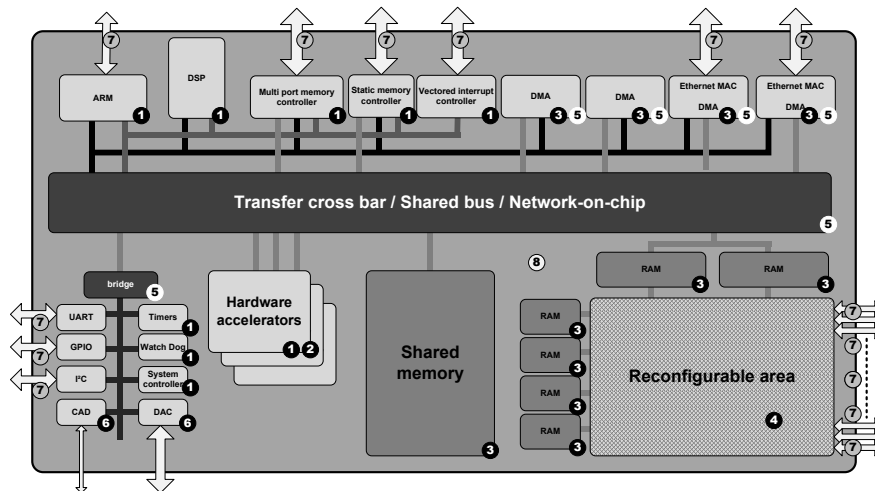 7
7
7
7
7
7
ARM
1
DSP
1
Multi port memory
controller
1
Static memory
controller
1
Vectored interrupt
controller
1
DMA
3
5
DMA
3
5
Ethernet MAC
DMA
3
5
Ethernet MAC
DMA
3
5
Transfer cross bar / Shared bus / Network-on-chip
5
bridge
5
7
UART
Timers
1
7
GPIO
Watch Dog
1
7
I²C
System
controller
1
CAD
6
DAC
6
Hardware
accelerators
1
2
Shared
memory
3
8
RAM
3
RAM
3
RAM
3
RAM
3
RAM
3
RAM
3
Reconfigurable area
4
7
7
7
7
7